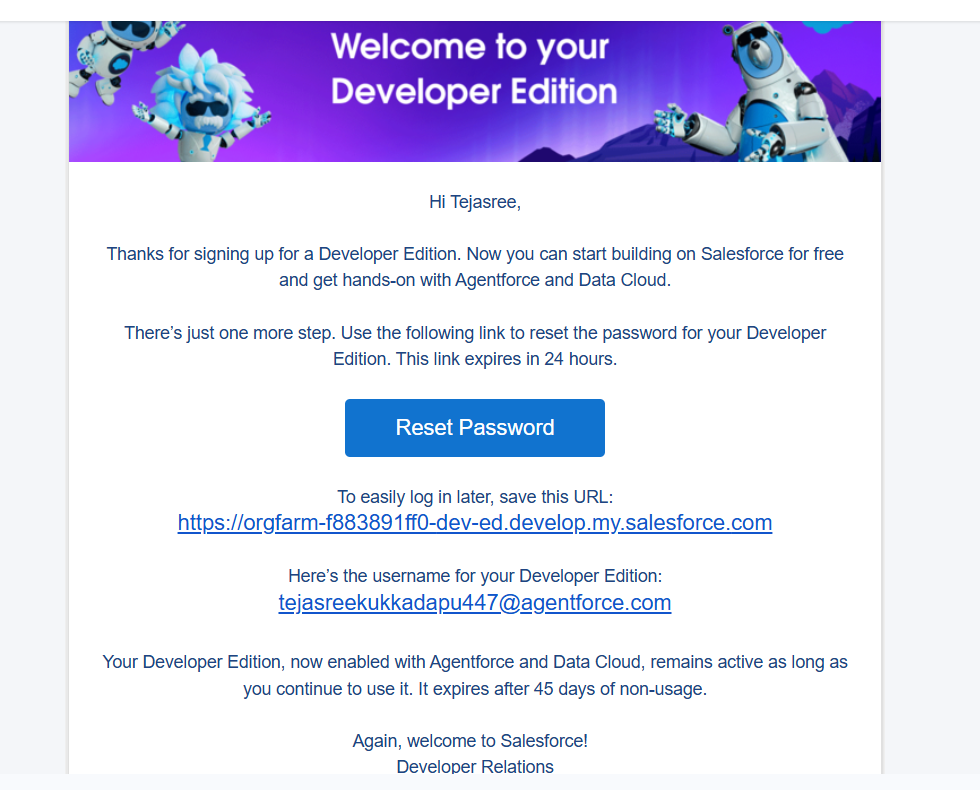 Welcome to your
Developer Edition
Hi Tejasree,
Thanks for signing up for a Developer Edition. Now you can start building on Salesforce for free
and get hands-on with Agentforce and Data Cloud.
There’s just one more step. Use the following link to reset the password for your Developer
Edition. This link expires in 24 hours.
Reset Password
To easily log in later, save this URL:
https://orgfarm-f883891ff0-dev-ed.develop.my.salesforce.com
Here’s the username for your Developer Edition:
tejasreekukkadapu447@agentforce.com
Your Developer Edition, now enabled with Agentforce and Data Cloud, remains active as long as
you continue to use it. It expires after 45 days of non-usage.
Again, welcome to Salesforce!
Developer Relations